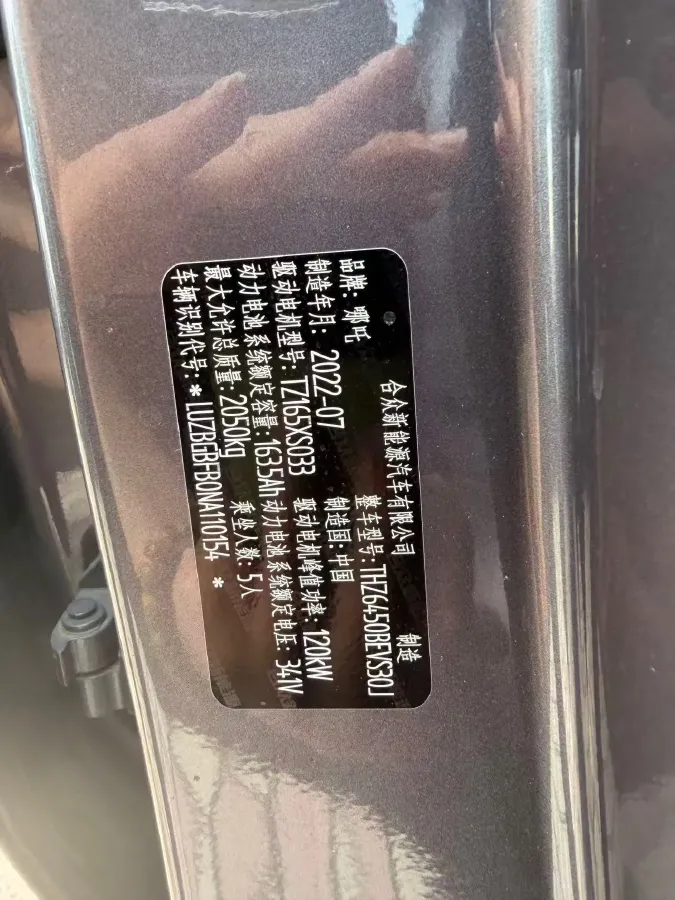 合众新能源汽车有限公司 制造
品牌: 哪吒 整车型号: THZ6450BEVS30J
制造年月: 2022-07 制造国: 中国
驱动电机型号: TZ165XS033 驱动电机峰值功率: 120kW
动力电池系统额定容量: 163.5Ah 动力电池系统额定电压: 341V
最大允许总质量: 2050kg 乘坐人数: 5人
车辆识别代号: * LUZBGBFB0NA110154 *